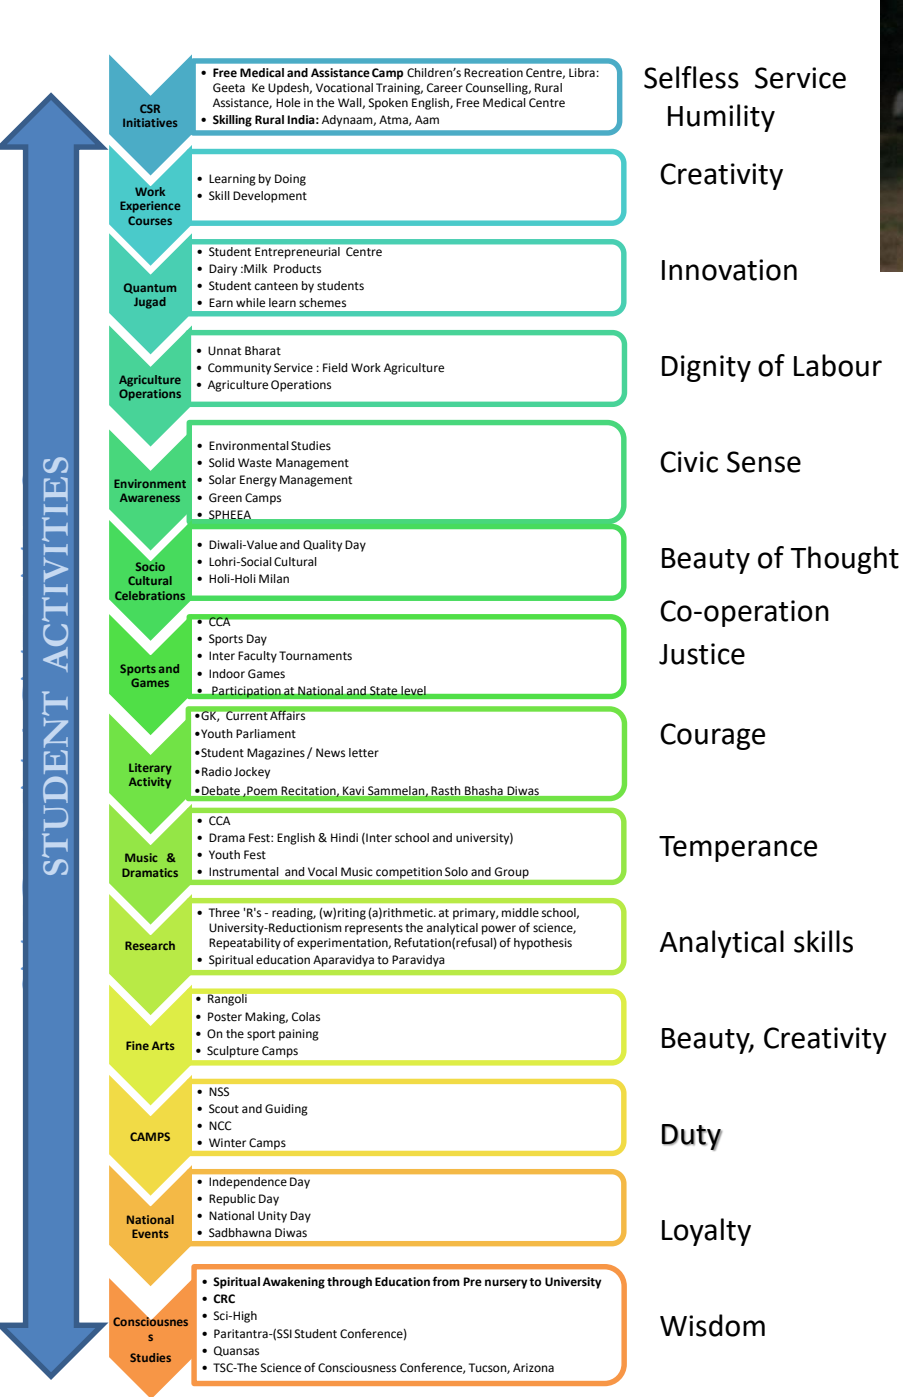 STUDENT ACTIVITIES
CSR
Initiatives
• Free Medical and Assistance Camp Children's Recreation Centre, Libra:
Geeta Ke Updesh, Vocational Training, Career Counselling, Rural
Assistance, Hole in the Wall, Spoken English, Free Medical Centre
• Skilling Rural India: Adynaam, Atma, Aam
Selfless Service
Humility
Work
Experience
Courses
• Learning by Doing
• Skill Development
Creativity
Quantum
Jugad
• Student Entrepreneurial Centre
• Dairy :Milk Products
• Student canteen by students
• Earn while learn schemes
Innovation
Agriculture
Operations
• Unnat Bharat
• Community Service : Field Work Agriculture
• Agriculture Operations
Dignity of Labour
Environment
Awareness
• Environmental Studies
• Solid Waste Management
• Solar Energy Management
• Green Camps
• SPHEEA
Civic Sense
Socio
Cultural
Celebrations
• Diwali-Value and Quality Day
• Lohri-Social Cultural
• Holi-Holi Milan
Beauty of Thought
Sports and
Games
• CCA
• Sports Day
• Inter Faculty Tournaments
• Indoor Games
• Participation at National and State level
Co-operation
Justice
Literary
Activity
•GK, Current Affairs
•Youth Parliament
•Student Magazines / News letter
•Radio Jockey
•Debate ,Poem Recitation, Kavi Sammelan, Rasth Bhasha Diwas
Courage
Music &
Dramatics
• CCA
• Drama Fest: English & Hindi (Inter school and university)
• Youth Fest
• Instrumental and Vocal Music competition Solo and Group
Temperance
Research
• Three 'R's - reading, (w)riting (a)rithmetic. at primary, middle school,
University-Reductionism represents the analytical power of science,
Repeatability of experimentation, Refutation(refusal) of hypothesis
• Spiritual education Aparavidya to Paravidya
Analytical skills
Fine Arts
• Rangoli
• Poster Making, Colas
• On the sport paining
• Sculpture Camps
Beauty, Creativity
CAMPS
• NSS
• Scout and Guiding
• NCC
• Winter Camps
Duty
National
Events
• Independence Day
• Republic Day
• National Unity Day
• Sadbhawna Diwas
Loyalty
Consciousnes
s
Studies
• Spiritual Awakening through Education from Pre nursery to University
• CRC
• Sci-High
• Paritantra-(SSI Student Conference)
• Quansas
• TSC-The Science of Consciousness Conference, Tucson, Arizona
Wisdom